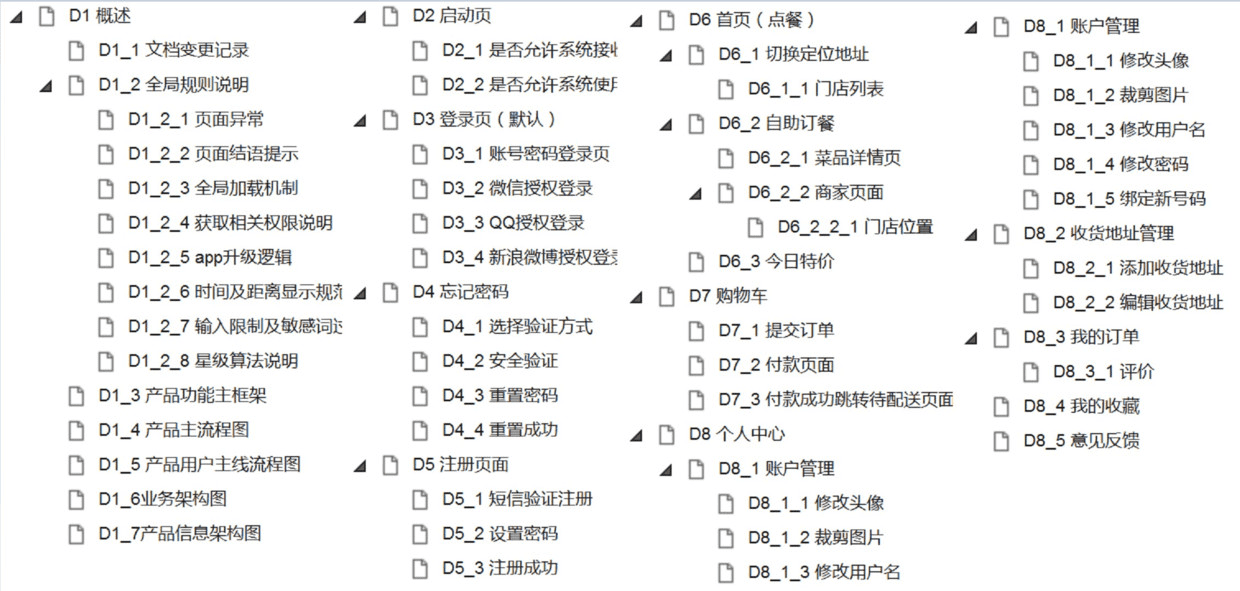 D1 概述
D1_1 文档变更记录
D1_2 全局规则说明
D1_2_1 页面异常
D1_2_2 页面结语提示
D1_2_3 全局加载机制
D1_2_4 获取相关权限说明
D1_2_5 app升级逻辑
D1_2_6 时间及距离显示规范
D1_2_7 输入限制及敏感词过
D1_2_8 星级算法说明
D1_3 产品功能主框架
D1_4 产品主流程图
D1_5 产品用户主线流程图
D1_6业务架构图
D1_7产品信息架构图
D2 启动页
D2_1 是否允许系统接收
D2_2 是否允许系统使用
D3 登录页（默认）
D3_1 账号密码登录页
D3_2 微信授权登录
D3_3 QQ授权登录
D3_4 新浪微博授权登录
D4 忘记密码
D4_1 选择验证方式
D4_2 安全验证
D4_3 重置密码
D4_4 重置成功
D5 注册页面
D5_1 短信验证注册
D5_2 设置密码
D5_3 注册成功
D6 首页（点餐）
D6_1 切换定位地址
D6_1_1 门店列表
D6_2 自助订餐
D6_2_1 菜品详情页
D6_2_2 商家页面
D6_2_2_1 门店位置
D6_3 今日特价
D7 购物车
D7_1 提交订单
D7_2 付款页面
D7_3 付款成功跳转待配送页面
D8 个人中心
D8_1 账户管理
D8_1_1 修改头像
D8_1_2 裁剪图片
D8_1_3 修改用户名
D8_1 账户管理
D8_1_1 修改头像
D8_1_2 裁剪图片
D8_1_3 修改用户名
D8_1_4 修改密码
D8_1_5 绑定新号码
D8_2 收货地址管理
D8_2_1 添加收货地址
D8_2_2 编辑收货地址
D8_3 我的订单
D8_3_1 评价
D8_4 我的收藏
D8_5 意见反馈